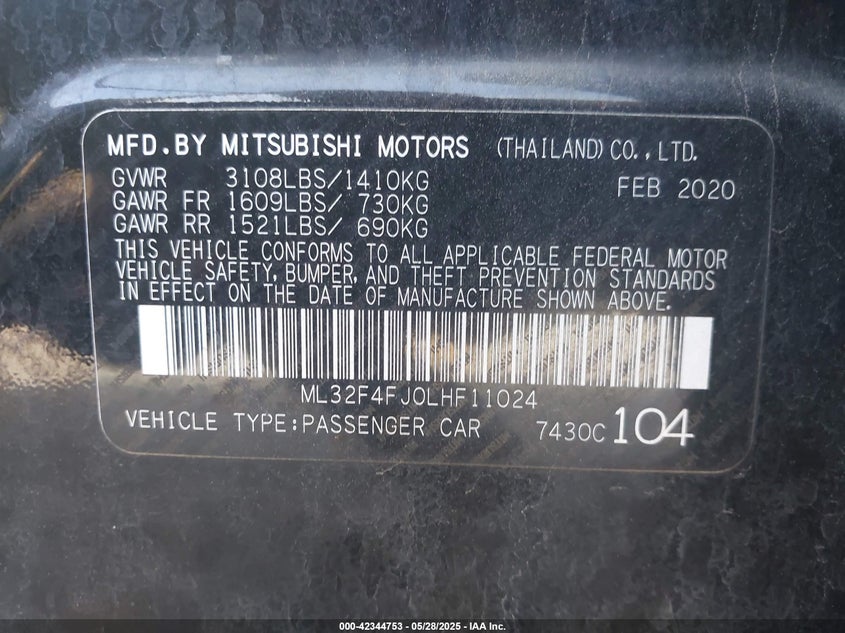 MFD.BY MITSUBISHI MOTORS (THAILAND) CO.,LTD.
GVWR 3108LBS/1410KG FEB 2020
GAWR FR 1609LBS/ 730KG
GAWR RR 1521LBS/ 690KG
THIS VEHICLE CONFORMS TO ALL APPLICABLE FEDERAL MOTOR
VEHICLE SAFETY, BUMPER, AND THEFT PREVENTION STANDARDS
IN EFFECT ON THE DATE OF MANUFACTURE SHOWN ABOVE.
ML32F4FJ0LHF11024
VEHICLE TYPE:PASSENGER CAR 7430C 104
000-42344753 - 05/28/2025 - IAA Inc.